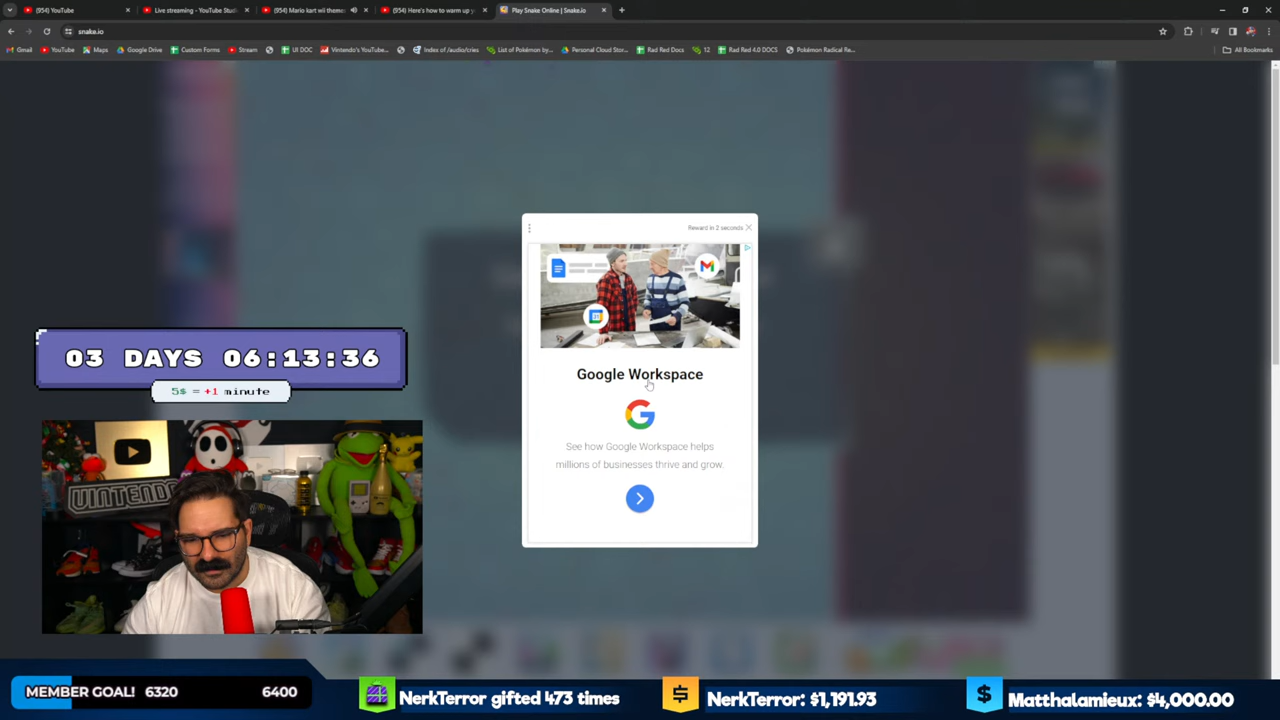 (954) YouTube
Live streaming - YouTube Studi
(954) Mario kart wii themes
(954) Here's how to warm up y
Play Snake Online | Snake.io
snake.io
Gmail
YouTube
Maps
Google Drive
Custom Forms
Stream
UI DOC
Vintendo's YouTube...
Index of /audio/cries
List of Pokémon by...
Personal Cloud Stor...
Rad Red Docs
12
Rad Red 4.0 DOCS
Pokémon Radical Re...
All Bookmarks
Reward in 2 seconds
31
Google Workspace
See how Google Workspace helps
millions of businesses thrive and grow.
03 DAYS 06:13:36
5$ = +1 minute
VINTENDO
MEMBER GOAL! 6320 6400
NerkTerror gifted 473 times
NerkTerror: $1,191.93
Matthalamieux: $4,000.00